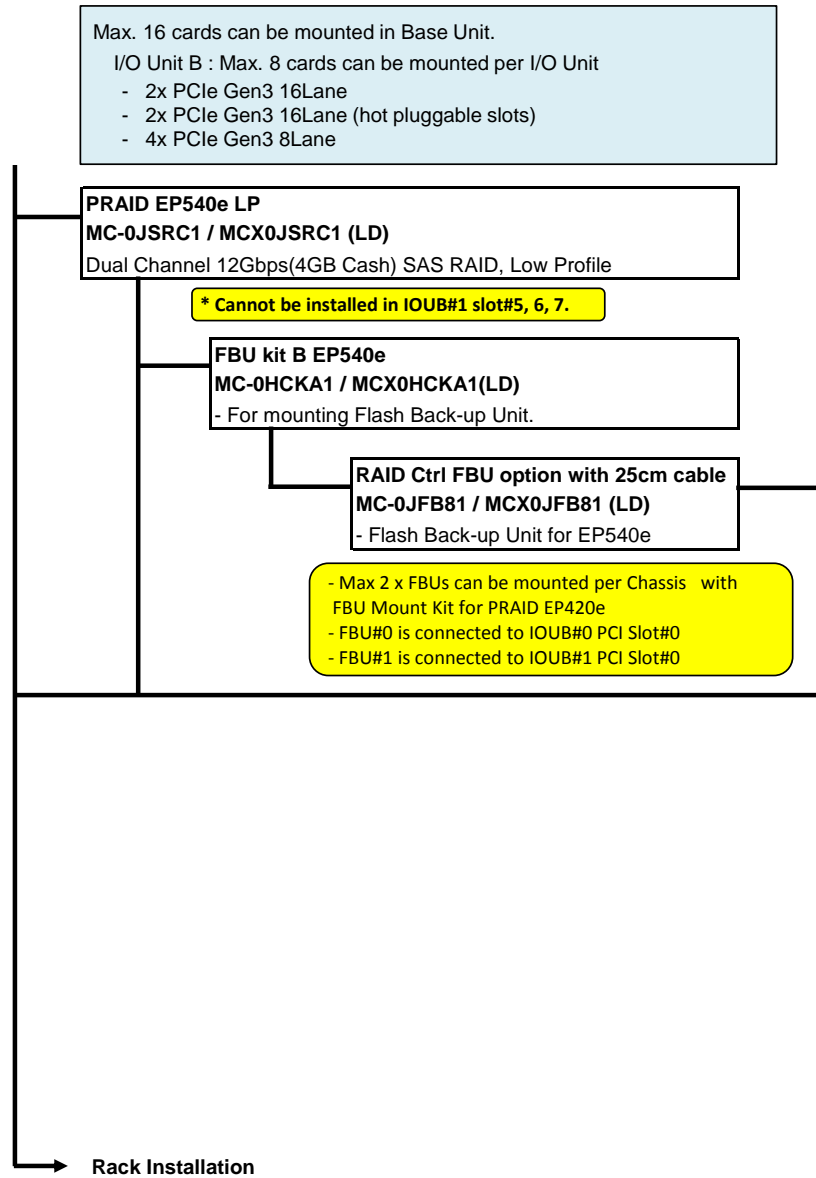 Max. 16 cards can be mounted in Base Unit.
I/O Unit B : Max. 8 cards can be mounted per I/O Unit
- 2x PCIe Gen3 16Lane
- 2x PCIe Gen3 16Lane (hot pluggable slots)
- 4x PCIe Gen3 8Lane
PRAID EP540e LP
MC-0JSRC1 / MCX0JSRC1 (LD)
Dual Channel 12Gbps(4GB Cash) SAS RAID, Low Profile
* Cannot be installed in IOUB#1 slot#5, 6, 7.
FBU kit B EP540e
MC-0HCKA1 / MCX0HCKA1(LD)
- For mounting Flash Back-up Unit.
RAID Ctrl FBU option with 25cm cable
MC-0JFB81 / MCX0JFB81 (LD)
- Flash Back-up Unit for EP540e
- Max 2 x FBUs can be mounted per Chassis with
FBU Mount Kit for PRAID EP420e
- FBU#0 is connected to IOUB#0 PCI Slot#0
- FBU#1 is connected to IOUB#1 PCI Slot#0
Rack Installation